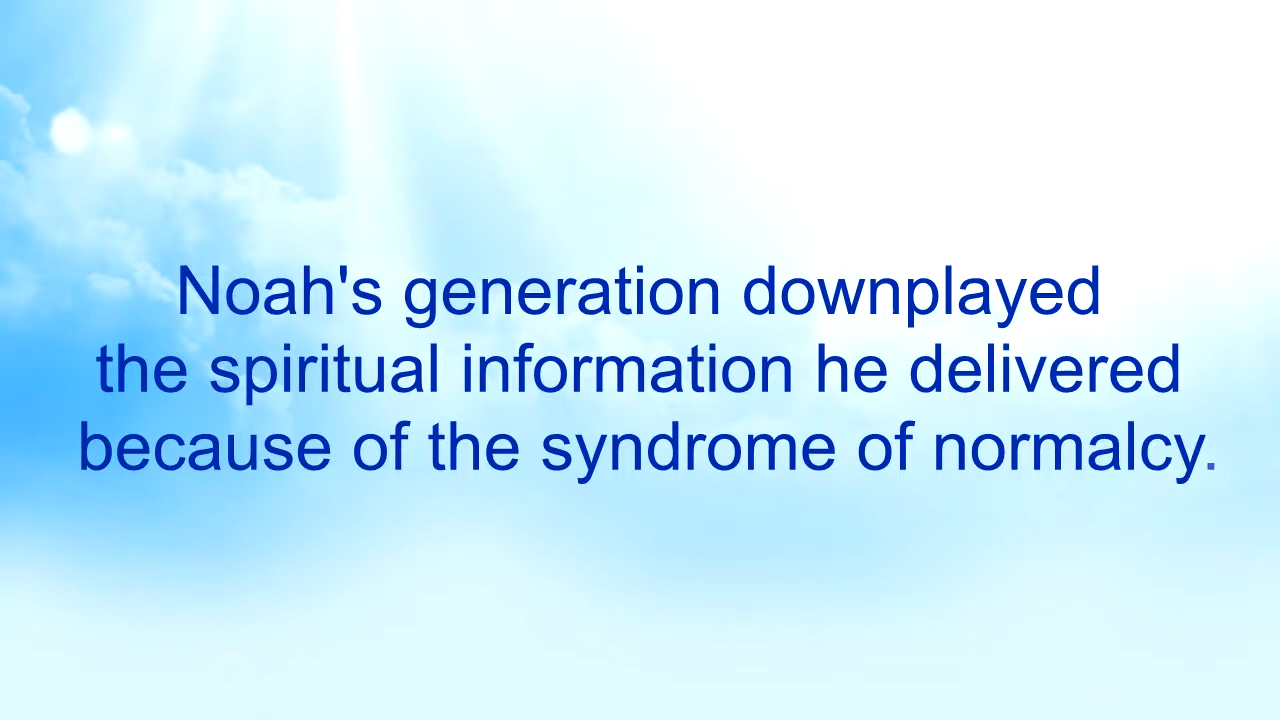 Noah's generation downplayed
the spiritual information he delivered
because of the syndrome of normalcy.